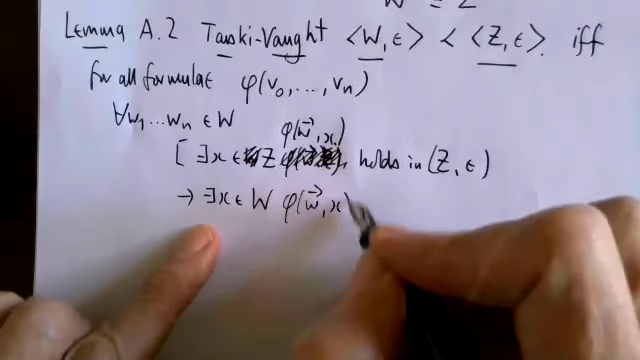 W = Z
Lemma A.2 Tarski-Vaught <W,ϵ> < <Z,ϵ>. iff
for all formulae φ(v₀,...,vₙ)
∀w₁...wₙ ϵ W
φ(w⃗,x)
[ ∃x ϵ Z holds in (Z,ϵ)
→ ∃x ϵ W φ(w⃗,x)